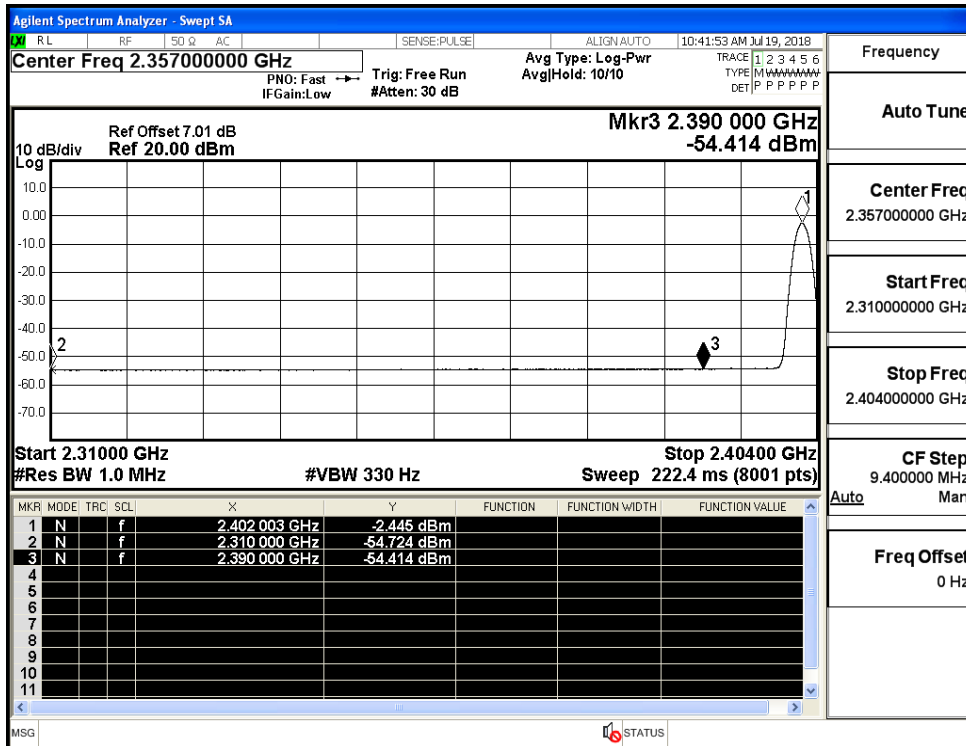 Agilent Spectrum Analyzer - Swept SA
LXI RL RF 50 Ω AC SENSE:PULSE ALIGN AUTO 10:41:53 AM Jul 19, 2018
Center Freq 2.357000000 GHz
PNO: Fast
IFGain:Low
Trig: Free Run
#Atten: 30 dB
Avg Type: Log-Pwr
Avg|Hold: 10/10
TRACE 1 2 3 4 5 6
TYPE M WWWWW
DET P P P P P P
Mkr3 2.390 000 GHz
-54.414 dBm
Ref Offset 7.01 dB
10 dB/div Ref 20.00 dBm
Log
10.0
0.00
-10.0
-20.0
-30.0
-40.0
-50.0
-60.0
-70.0
1
2
3
Start 2.31000 GHz Stop 2.40400 GHz
#Res BW 1.0 MHz #VBW 330 Hz Sweep 222.4 ms (8001 pts)
MKR MODE TRC SCL X Y FUNCTION FUNCTION WIDTH FUNCTION VALUE
1 N f 2.402 003 GHz -2.445 dBm
2 N f 2.310 000 GHz -54.724 dBm
3 N f 2.390 000 GHz -54.414 dBm
4
5
6
7
8
9
10
11
MSG STATUS
Frequency
Auto Tune
Center Freq
2.357000000 GHz
Start Freq
2.310000000 GHz
Stop Freq
2.404000000 GHz
CF Step
9.400000 MHz
Auto Man
Freq Offset
0 Hz